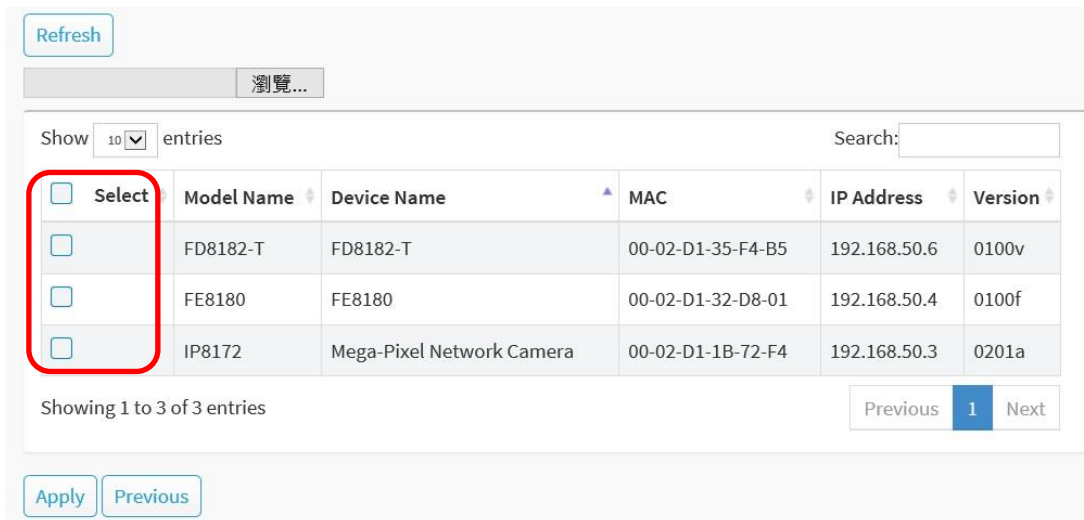 Refresh
瀏覽...
Show 10 entries Search:
Select Model Name Device Name MAC IP Address Version
FD8182-T FD8182-T 00-02-D1-35-F4-B5 192.168.50.6 0100v
FE8180 FE8180 00-02-D1-32-D8-01 192.168.50.4 0100f
IP8172 Mega-Pixel Network Camera 00-02-D1-1B-72-F4 192.168.50.3 0201a
Showing 1 to 3 of 3 entries Previous 1 Next
Apply Previous